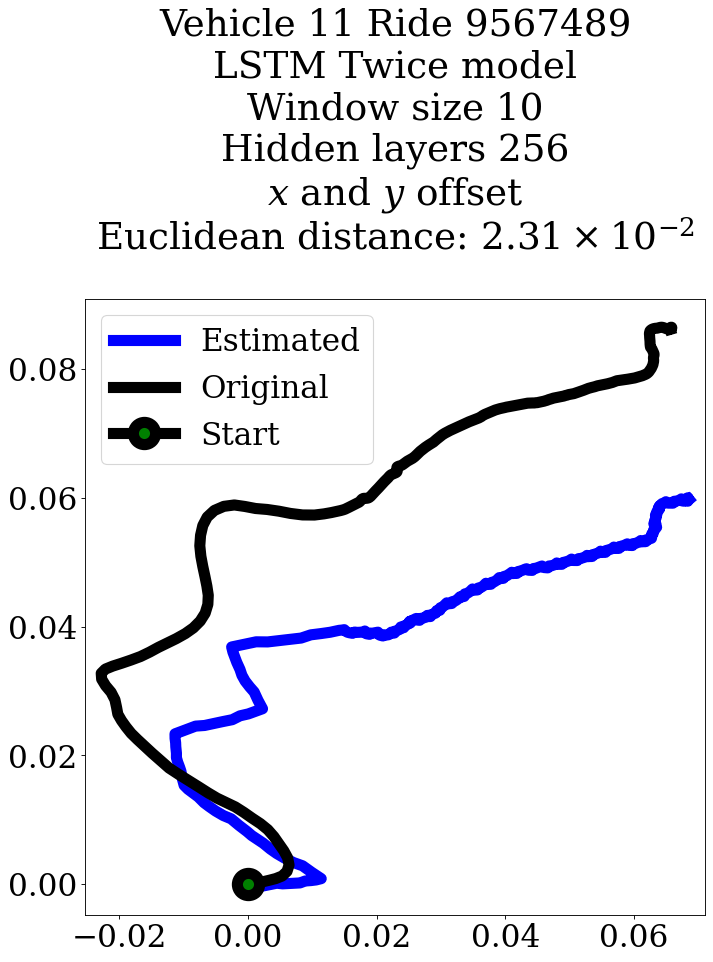 Vehicle 11 Ride 9567489
LSTM Twice model
Window size 10
Hidden layers 256
x and y offset
Euclidean distance: 2.31 × 10⁻²
Estimated
Original
Start
0.08
0.06
0.04
0.02
0.00
−0.02 0.00 0.02 0.04 0.06